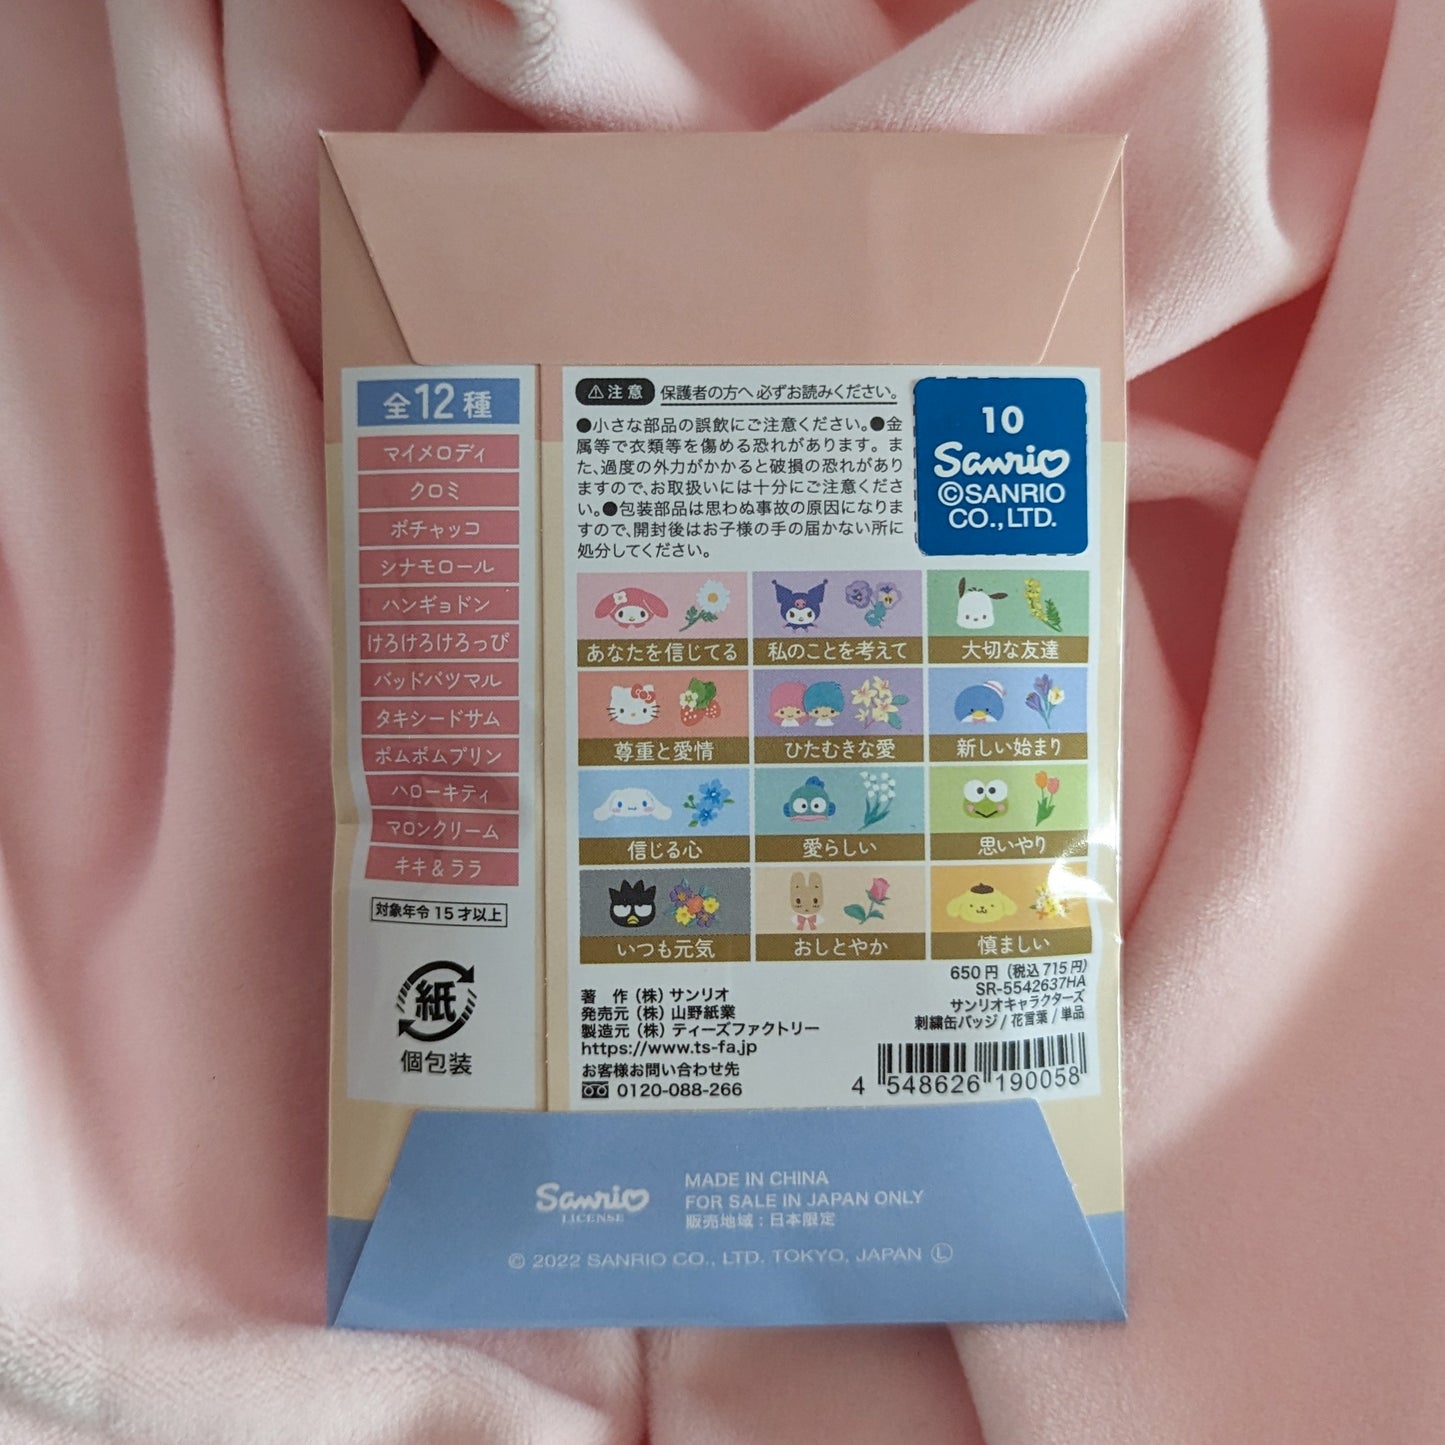 全12種
マイメロディ
クロミ
ポチャッコ
シナモロール
ハンギョドン
けろけろけろっぴ
バッドバツマル
タキシードサム
ポムポムプリン
ハローキティ
マロンクリーム
キキ&ララ
対象年令15才以上
紙
個包装
⚠注意 保護者の方へ必ずお読みください。
●小さな部品の誤飲にご注意ください。●金
属等で衣類等を傷める恐れがあります。ま
た、過度の外力がかかると破損の恐れがあり
ますので、お取扱いには十分にご注意くださ
い。●包装部品は思わぬ事故の原因になりま
すので、開封後はお子様の手の届かない所に
処分してください。
10
Sanrio
©SANRIO
CO.,LTD.
あなたを信じてる
私のことを考えて
大切な友達
尊重と愛情
ひたむきな愛
新しい始まり
信じる心
愛らしい
思いやり
いつも元気
おしとやか
慎ましい
著 作(株)サンリオ
発売元(株)山野紙業
製造元(株)ティーズファクトリー
https://www.ts-fa.jp
お客様お問い合わせ先
0120-088-266
650円(税込715円)
SR-5542637HA
サンリオキャラクターズ
刺繍缶バッジ/花言葉/単品
4 548626 190058
Sanrio
LICENSE
MADE IN CHINA
FOR SALE IN JAPAN ONLY
販売地域:日本限定
© 2022 SANRIO CO., LTD. TOKYO, JAPAN Ⓛ